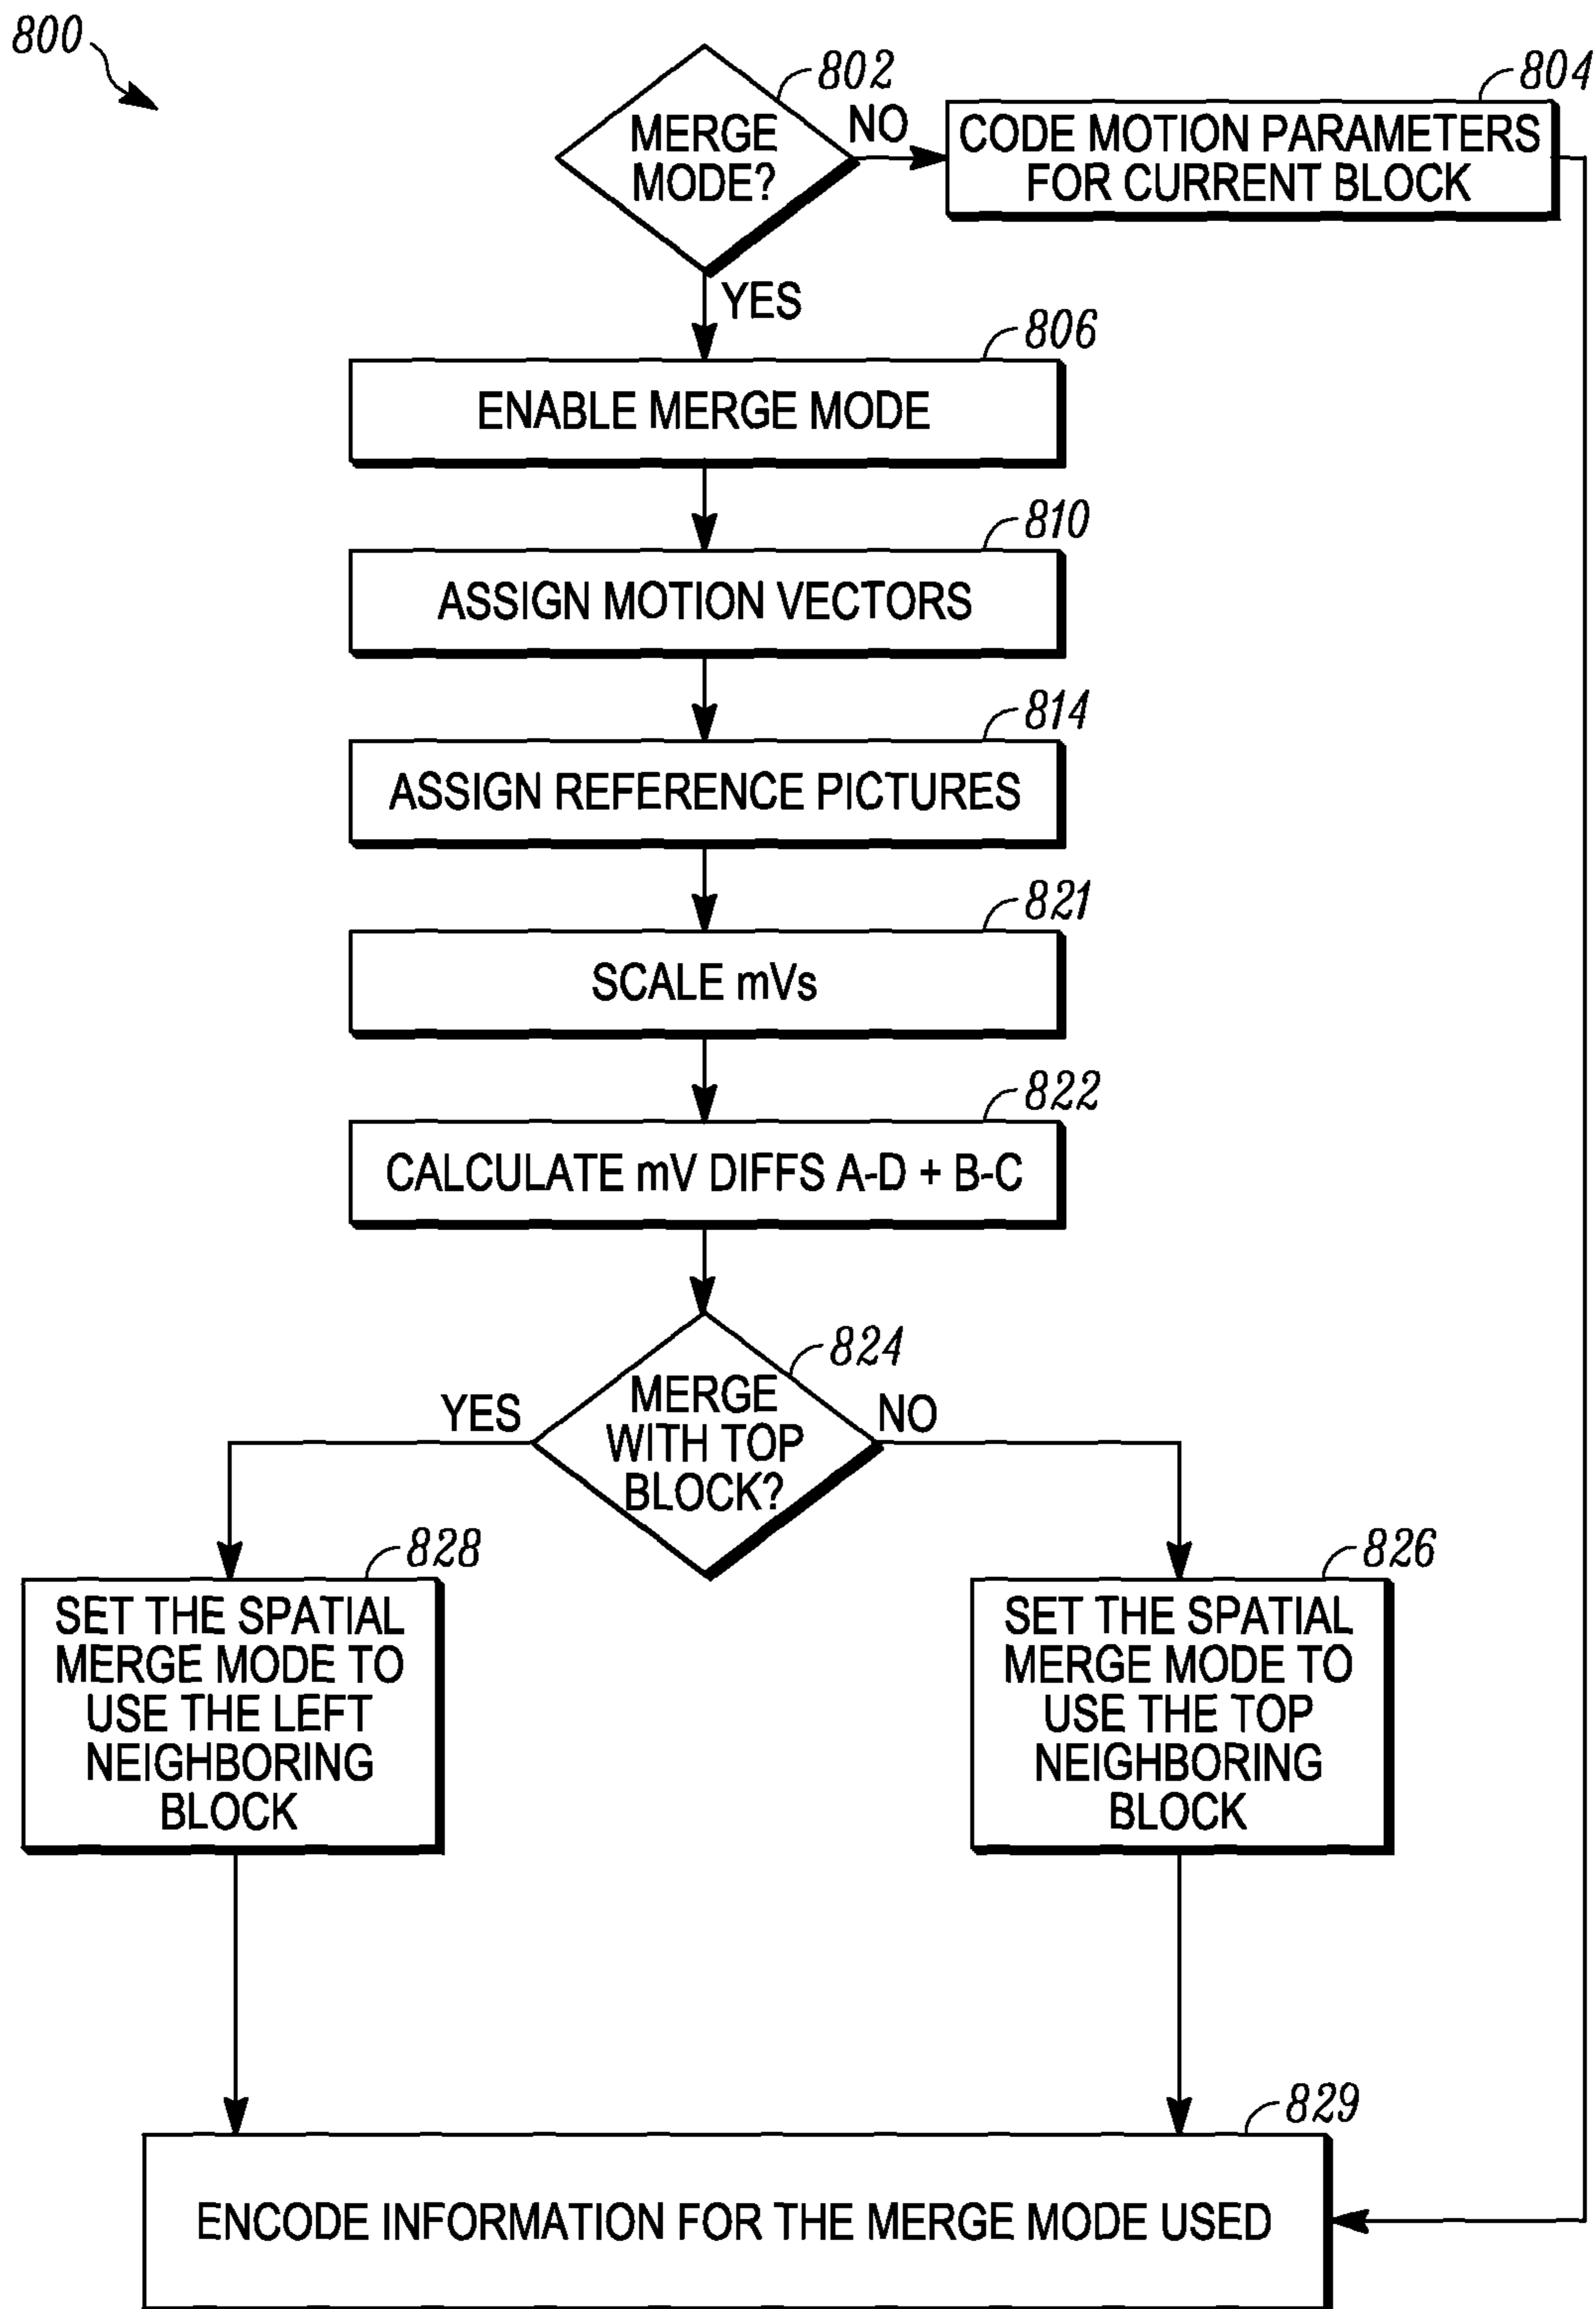 800
802
804
MERGE
MODE?
NO
CODE MOTION PARAMETERS
FOR CURRENT BLOCK
YES
806
ENABLE MERGE MODE
810
ASSIGN MOTION VECTORS
814
ASSIGN REFERENCE PICTURES
821
SCALE mVs
822
CALCULATE mV DIFFS A-D + B-C
824
YES
MERGE
WITH TOP
BLOCK?
NO
828
SET THE SPATIAL
MERGE MODE TO
USE THE LEFT
NEIGHBORING
BLOCK
826
SET THE SPATIAL
MERGE MODE TO
USE THE TOP
NEIGHBORING
BLOCK
829
ENCODE INFORMATION FOR THE MERGE MODE USED